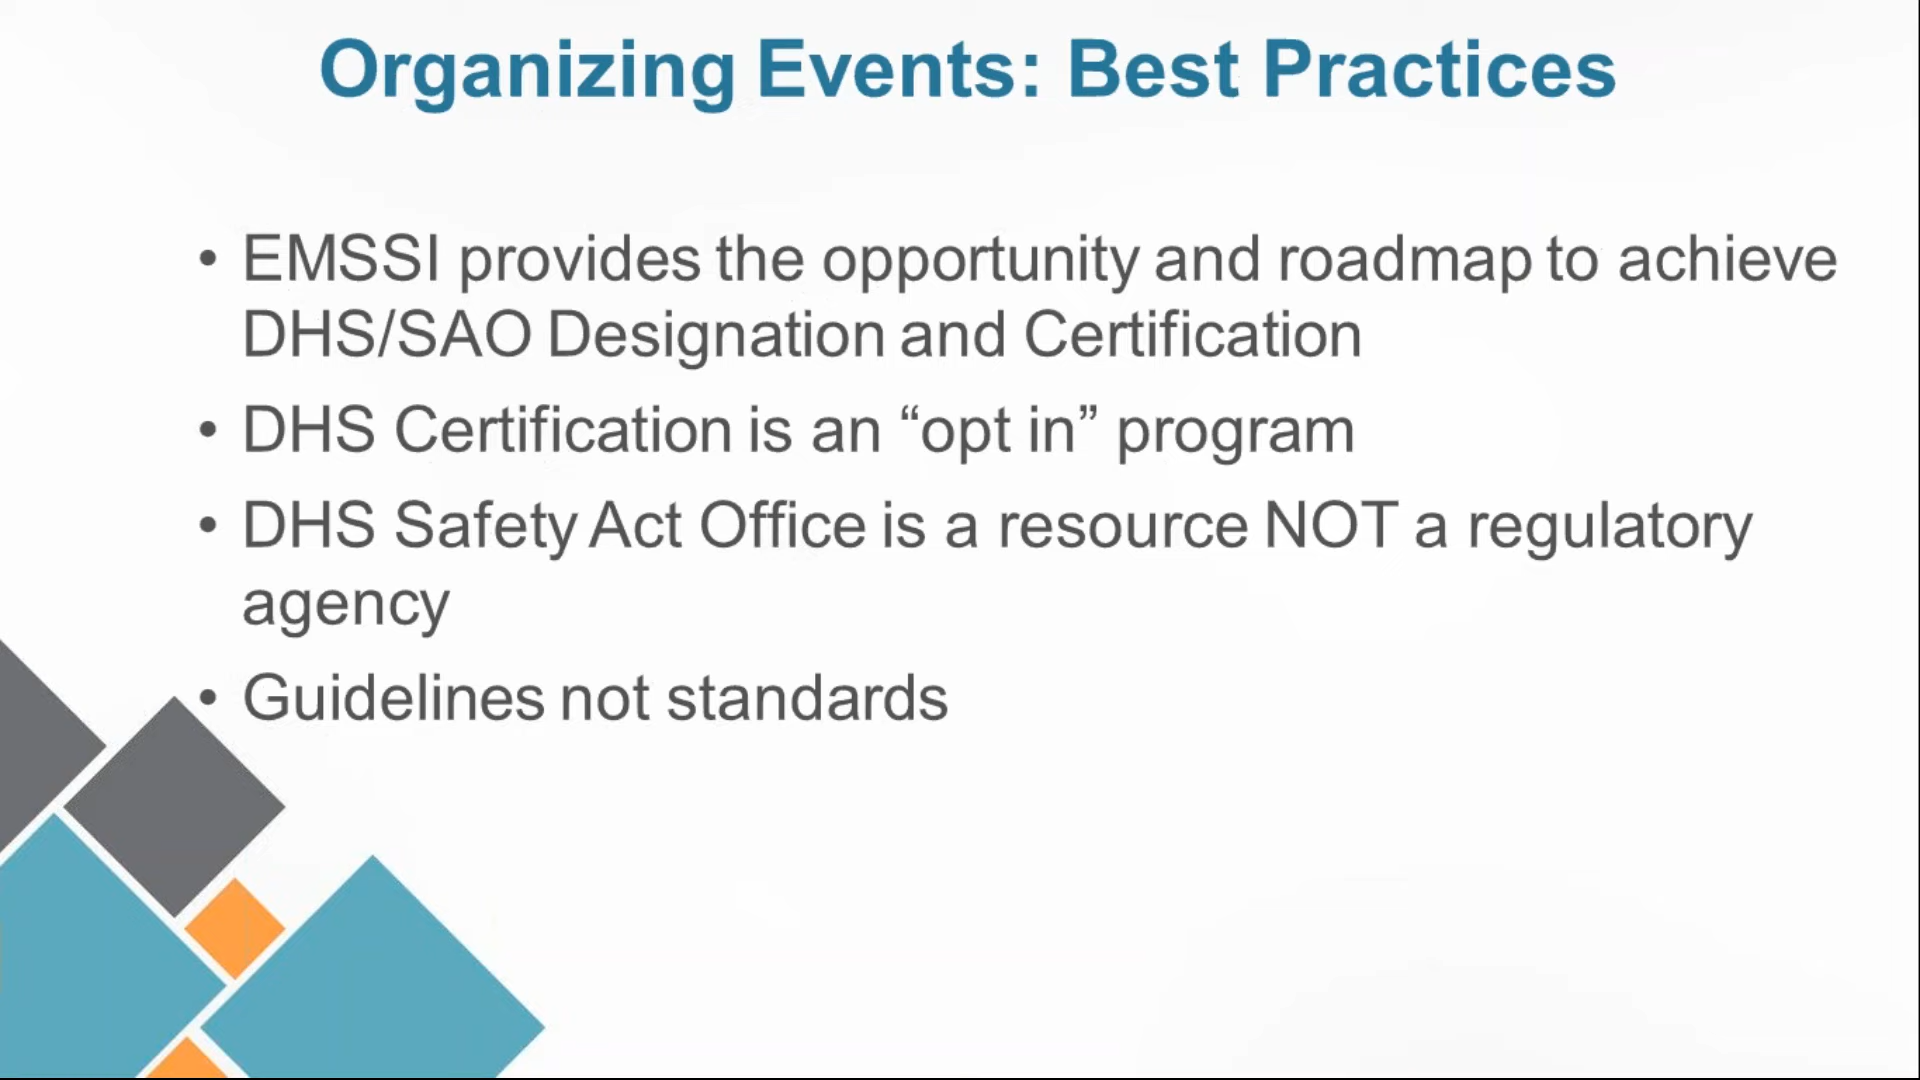 Organizing Events: Best Practices
• EMSSI provides the opportunity and roadmap to achieve
DHS/SAO Designation and Certification
• DHS Certification is an “opt in” program
• DHS Safety Act Office is a resource NOT a regulatory
agency
• Guidelines not standards